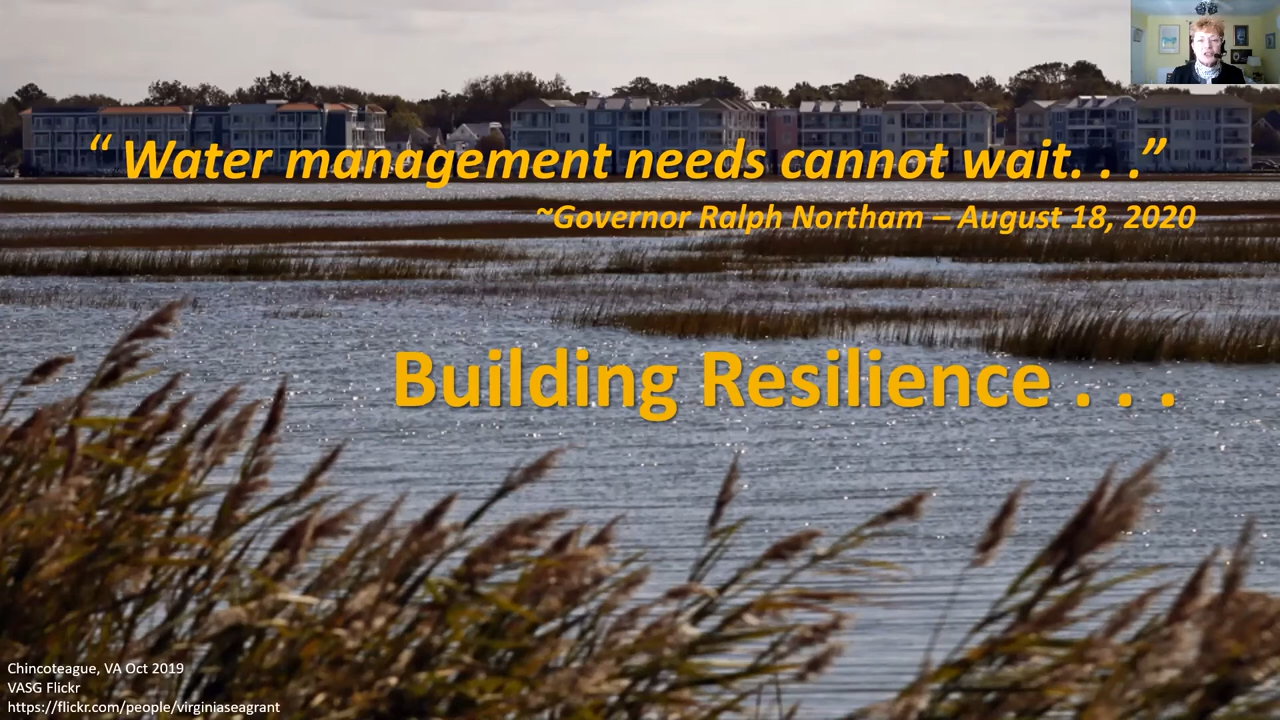 “ Water management needs cannot wait. . .”
~Governor Ralph Northam – August 18, 2020
Building Resilience . . .
Chincoteague, VA Oct 2019
VASG Flickr
https://flickr.com/people/virginiaseagrant